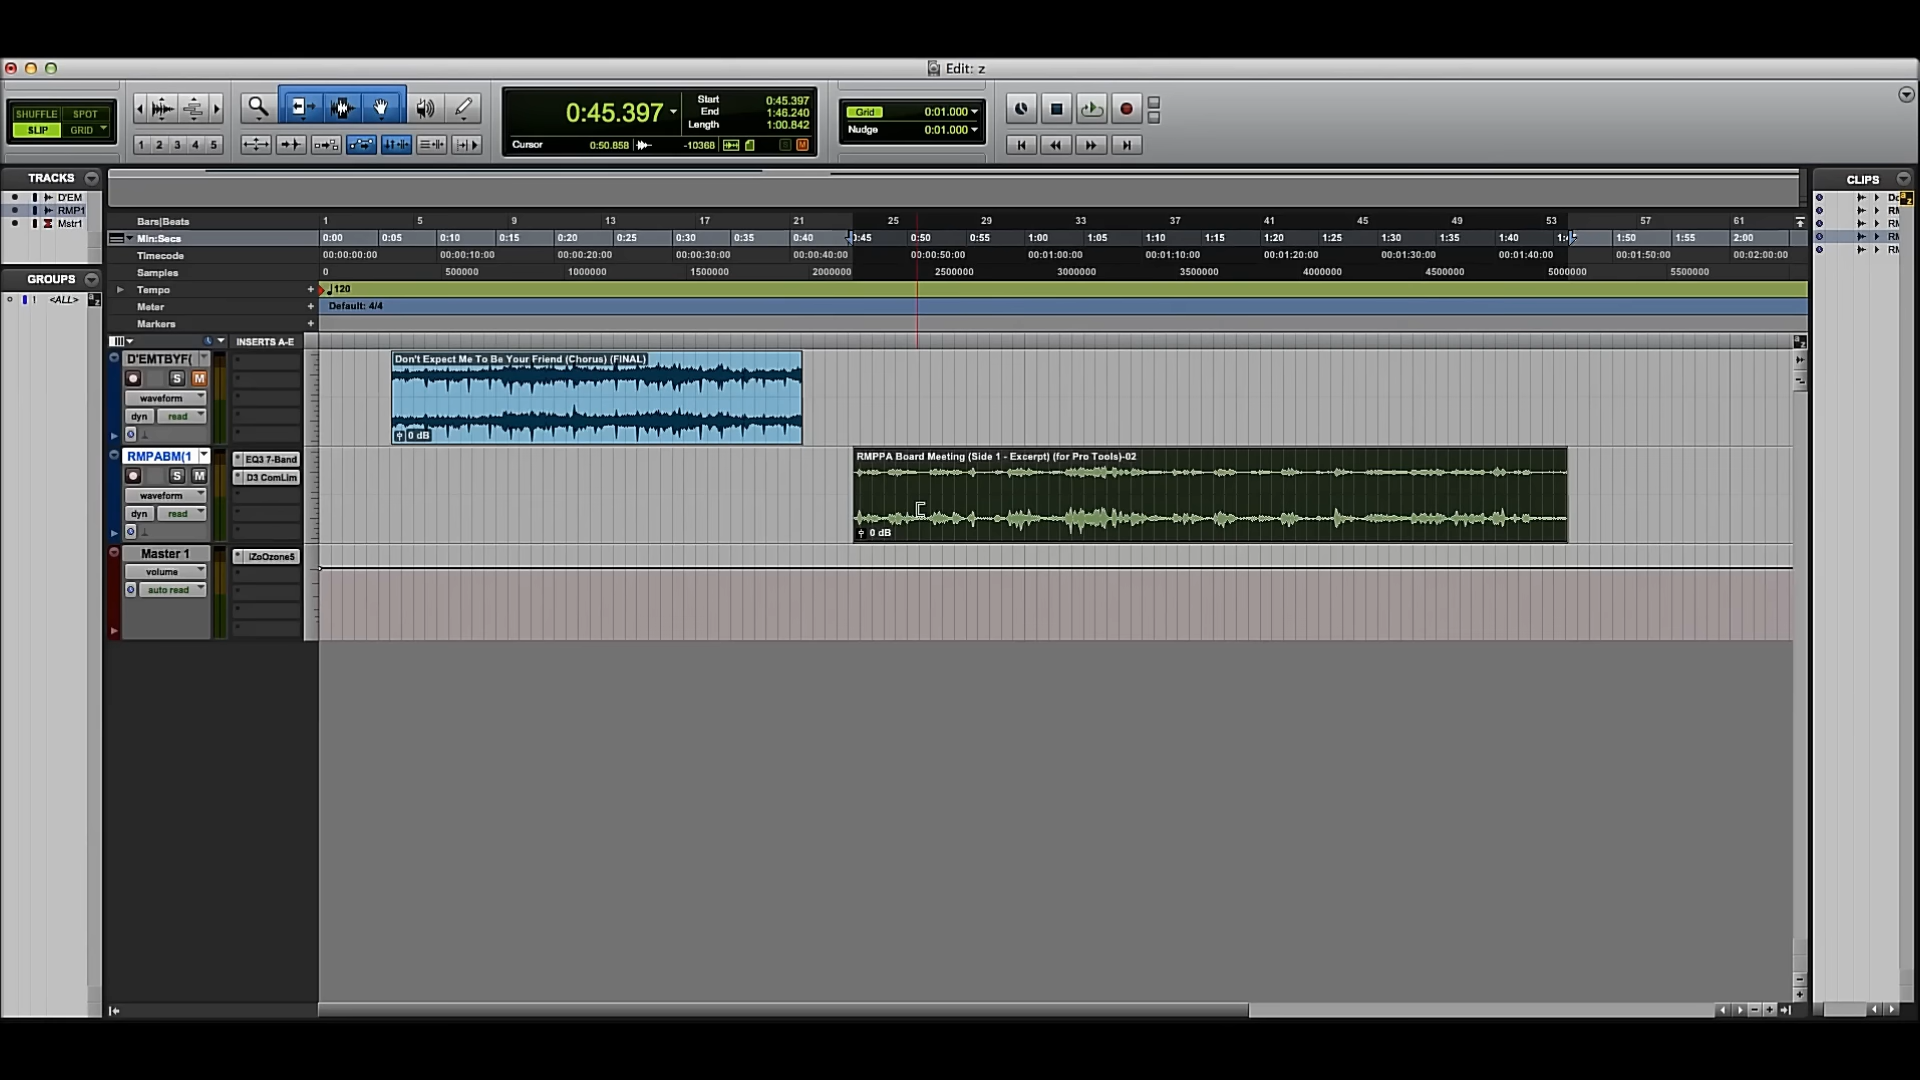 Edit: z
SHUFFLE SPOT
SLIP GRID
1 2 3 4 5
0:45.397
Start 0:45.397
End 1:46.240
Length 1:00.842
Cursor 0:50.858 -10368
Grid 0:01.000
Nudge 0:01.000
TRACKS
D'EM
RMP1
Mstr1
GROUPS
1 <ALL>
CLIPS
Bars|Beats 1 5 9 13 17 21 25 29 33 37 41 45 49 53 57 61
Min:Secs 0:00 0:05 0:10 0:15 0:20 0:25 0:30 0:35 0:40 0:45 0:50 0:55 1:00 1:05 1:10 1:15 1:20 1:25 1:30 1:35 1:40 1:50 1:55 2:00
Timecode 00:00:00:00 00:00:10:00 00:00:20:00 00:00:30:00 00:00:40:00 00:00:50:00 00:01:00:00 00:01:10:00 00:01:20:00 00:01:30:00 00:01:40:00 00:01:50:00 00:02:00:00
Samples 0 500000 1000000 1500000 2000000 2500000 3000000 3500000 4000000 4500000 5000000 5500000
Tempo + 120
Meter + Default: 4/4
Markers +
INSERTS A-E
D'EMTBYF(
S M
waveform
dyn read
Don't Expect Me To Be Your Friend (Chorus) (FINAL)
0 dB
RMPABM(1
S M
waveform
dyn read
EQ3 7-Band
D3 ComLim
RMPPA Board Meeting (Side 1 - Excerpt) (for Pro Tools)-02
0 dB
Master 1
volume
auto read
iZoOzone5